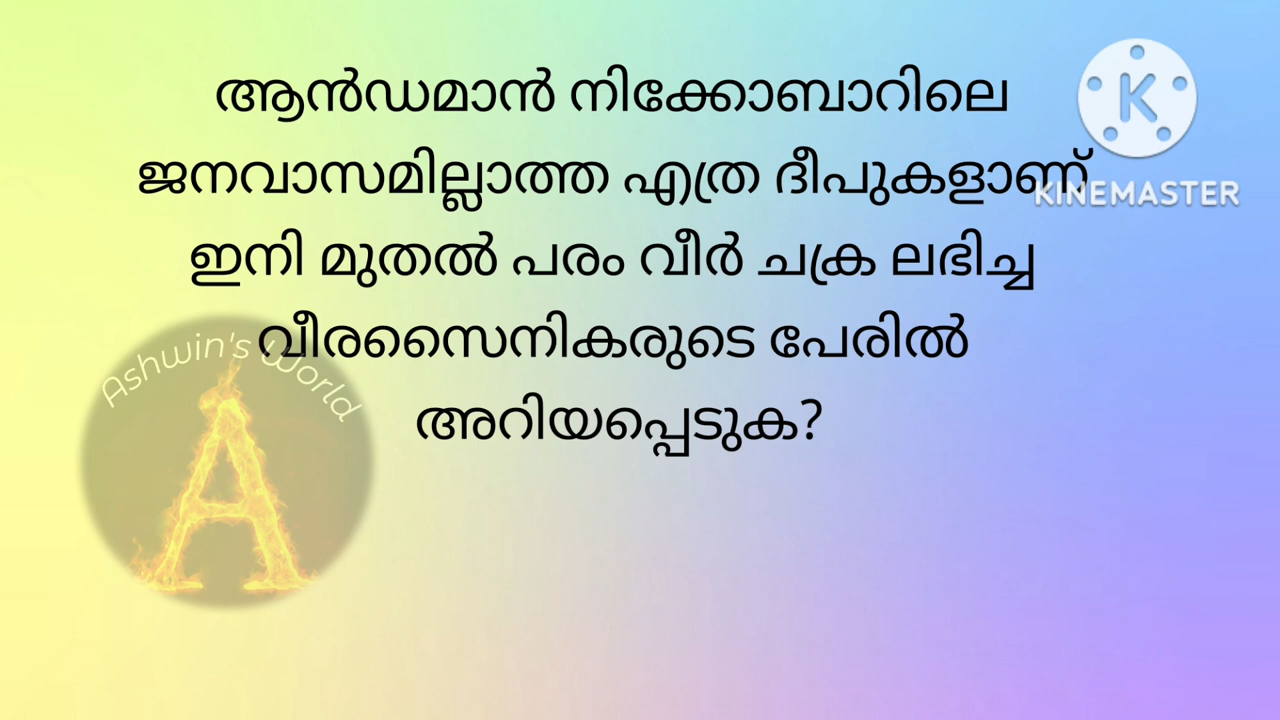 ആൻഡമാൻ നിക്കോബാറിലെ
ജനവാസമില്ലാത്ത എത്ര ദീപുകളാണ്
ഇനി മുതൽ പരം വീർ ചക്ര ലഭിച്ച
വീരസൈനികരുടെ പേരിൽ
അറിയപ്പെടുക?
K
KINEMASTER
Ashwin's World
A